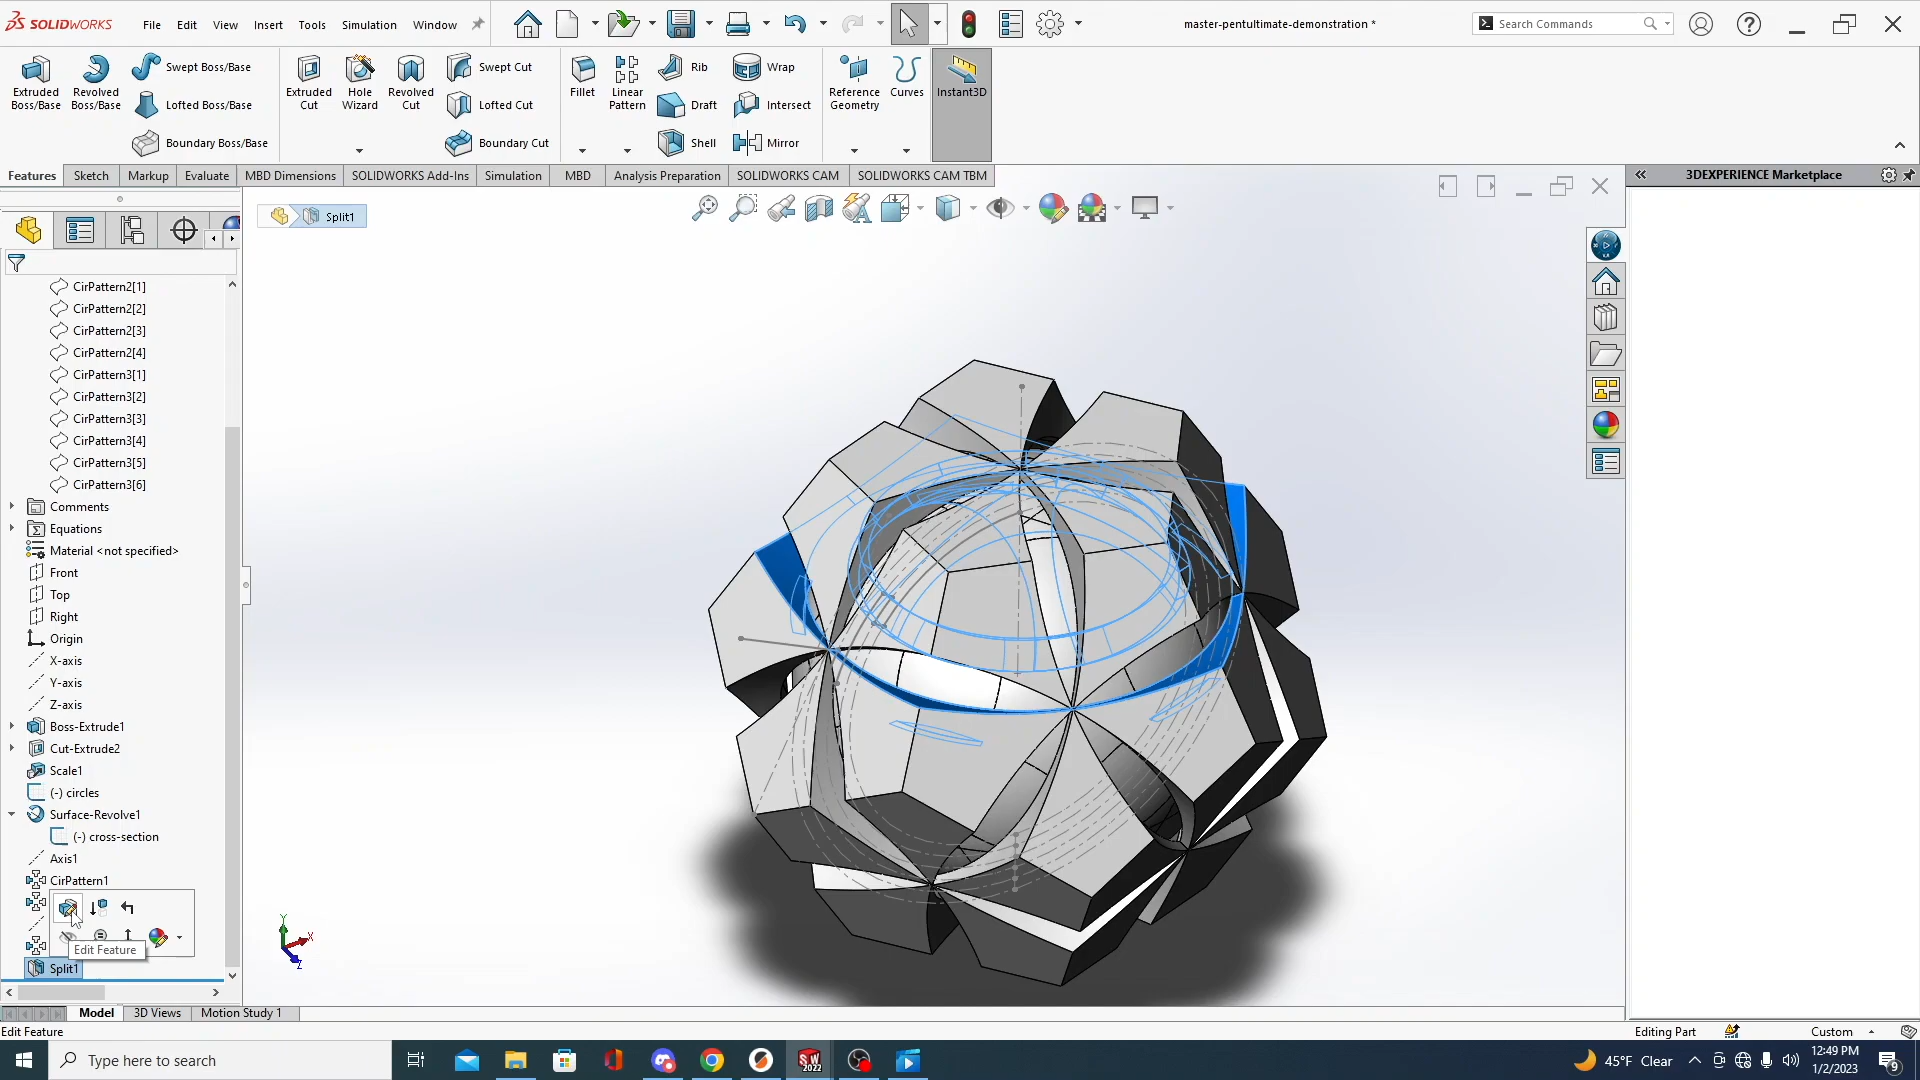 SOLIDWORKS File Edit View Insert Tools Simulation Window master-pentultimate-demonstration * Search Commands
Extruded Boss/Base
Revolved Boss/Base
Swept Boss/Base
Lofted Boss/Base
Boundary Boss/Base
Extruded Cut
Hole Wizard
Revolved Cut
Swept Cut
Lofted Cut
Boundary Cut
Fillet
Linear Pattern
Rib
Draft
Shell
Wrap
Intersect
Mirror
Reference Geometry
Curves
Instant3D
Features Sketch Markup Evaluate MBD Dimensions SOLIDWORKS Add-Ins Simulation MBD Analysis Preparation SOLIDWORKS CAM SOLIDWORKS CAM TBM
3DEXPERIENCE Marketplace
Split1
CirPattern2[1]
CirPattern2[2]
CirPattern2[3]
CirPattern2[4]
CirPattern3[1]
CirPattern3[2]
CirPattern3[3]
CirPattern3[4]
CirPattern3[5]
CirPattern3[6]
Comments
Equations
Material <not specified>
Front
Top
Right
Origin
X-axis
Y-axis
Z-axis
Boss-Extrude1
Cut-Extrude2
Scale1
(-) circles
Surface-Revolve1
(-) cross-section
Axis1
CirPattern1
Edit Feature
Split1
Y
X
Z
Model 3D Views Motion Study 1
Edit Feature Editing Part Custom
Type here to search
SW
2022
45°F Clear
12:49 PM
1/2/2023
9